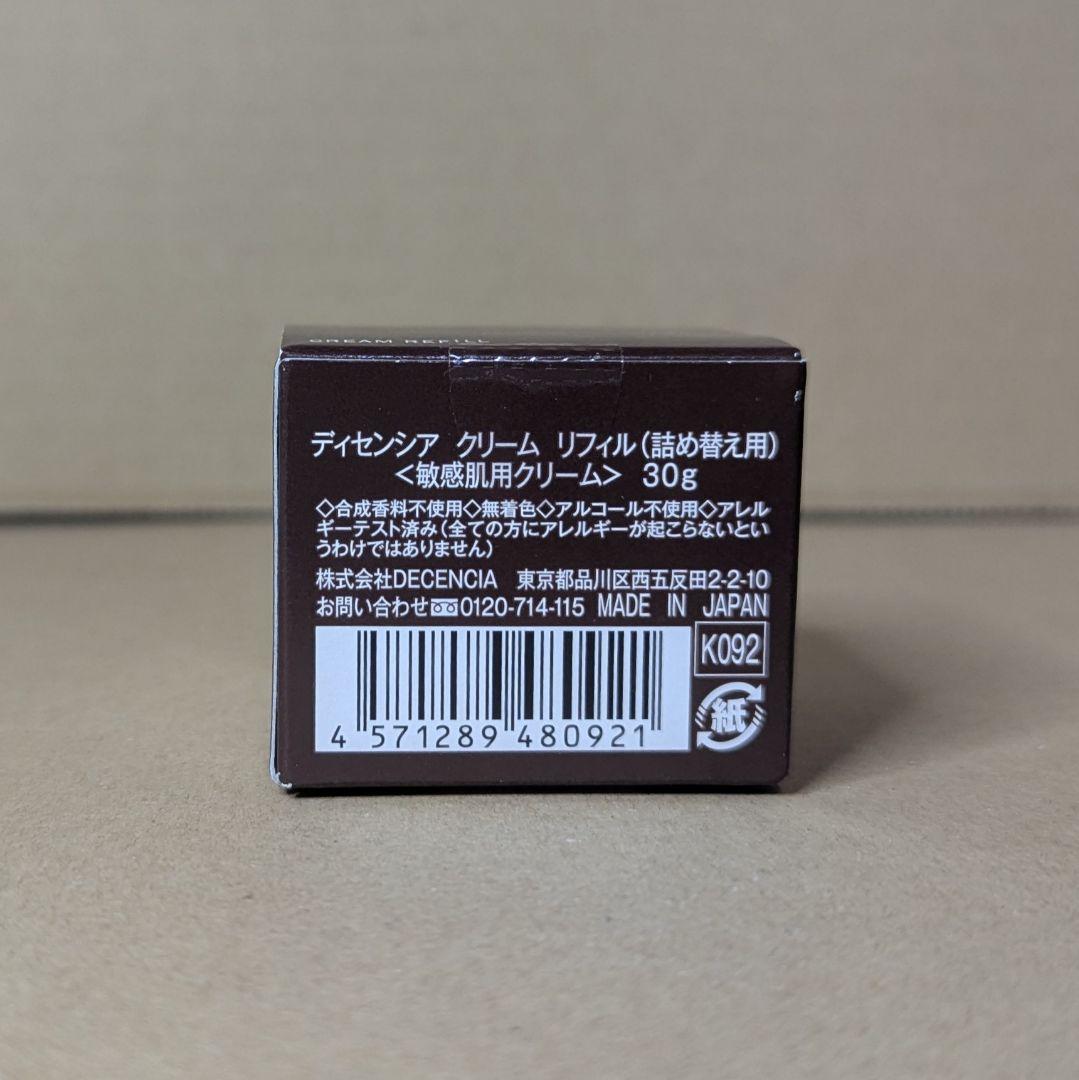 CREAM REFILL
ディセンシア クリーム リフィル（詰め替え用）
＜敏感肌用クリーム＞ 30g
◇合成香料不使用◇無着色◇アルコール不使用◇アレル
ギーテスト済み（全ての方にアレルギーが起こらないとい
うわけではありません）
株式会社DECENCIA 東京都品川区西五反田2-2-10
お問い合わせ 0120-714-115 MADE IN JAPAN
K092
紙
4 571289 480921